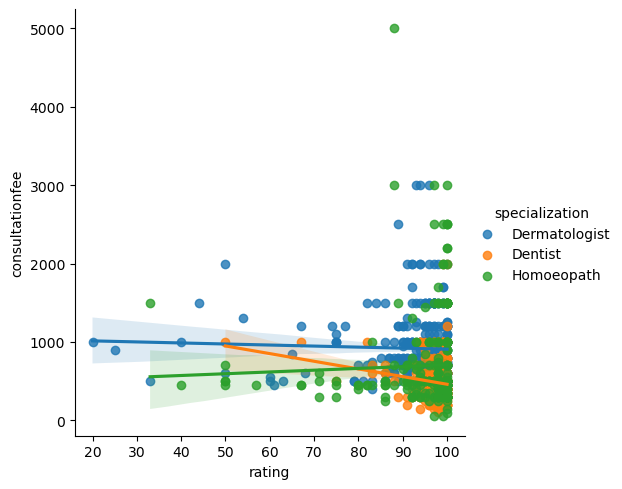 5000
4000
3000
2000
1000
0
consultationfee
20 30 40 50 60 70 80 90 100
rating
specialization
Dermatologist
Dentist
Homoeopath